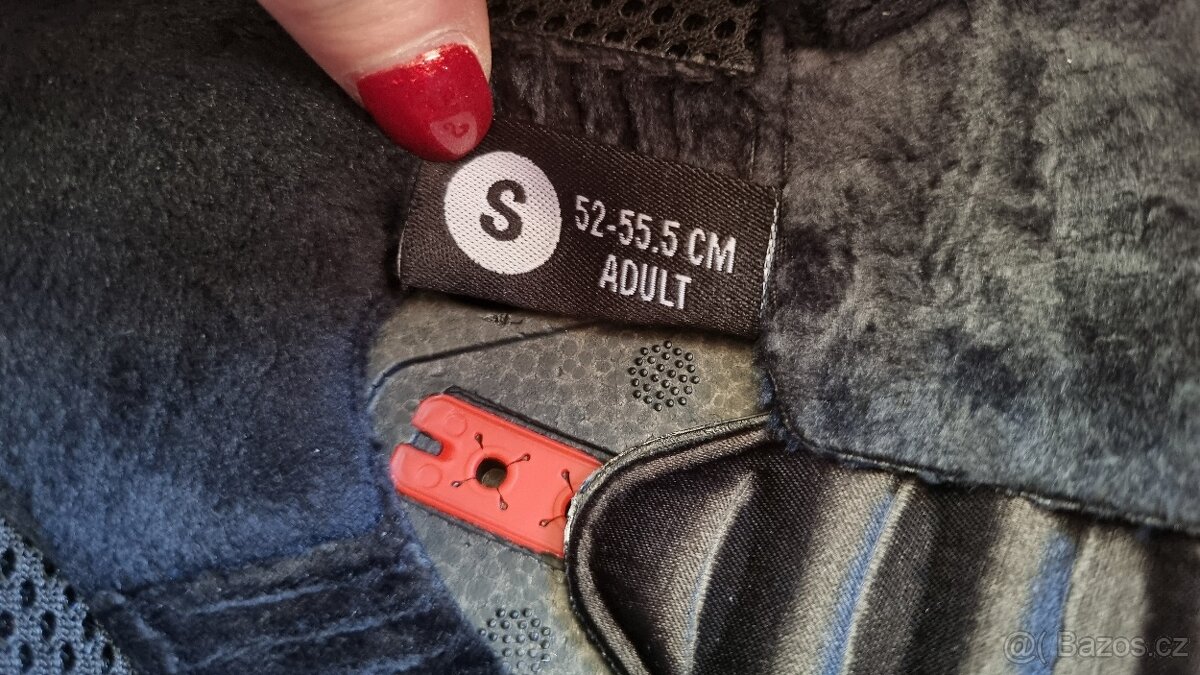 S
52-55.5 CM
ADULT
@( Bazos.cz